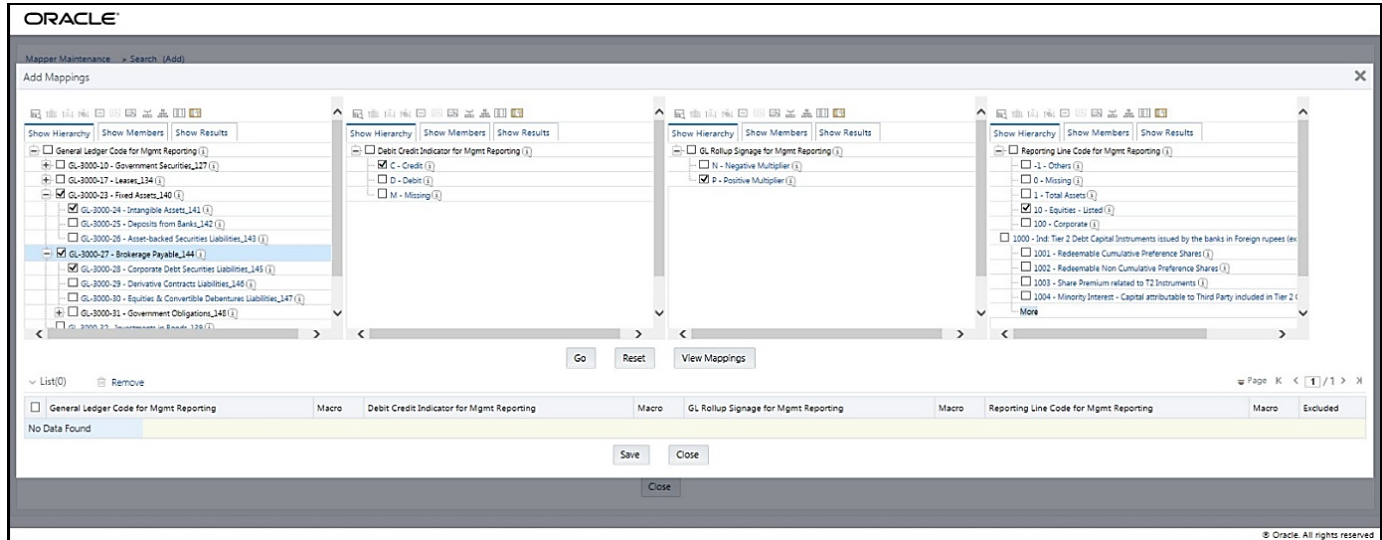 ORACLE
Mapper Maintenance > Search (Add)
Add Mappings
Show Hierarchy Show Members Show Results
General Ledger Code for Mgmt Reporting
GL-3000-10 - Government Securities_127
GL-3000-17 - Leases_134
GL-3000-23 - Fixed Assets_140
GL-3000-24 - Intangible Assets_141
GL-3000-25 - Deposits from Banks_142
GL-3000-26 - Asset-backed Securities Liabilities_143
GL-3000-27 - Brokerage Payable_144
GL-3000-28 - Corporate Debt Securities Liabilities_145
GL-3000-29 - Derivative Contracts Liabilities_146
GL-3000-30 - Equities & Convertible Debentures Liabilities_147
GL-3000-31 - Government Obligations_148
GL-3000-32 - Investments in Bonds_139
Show Hierarchy Show Members Show Results
Debit Credit Indicator for Mgmt Reporting
C - Credit
D - Debit
M - Missing
Show Hierarchy Show Members Show Results
GL Rollup Signage for Mgmt Reporting
N - Negative Multiplier
P - Positive Multiplier
Show Hierarchy Show Members Show Results
Reporting Line Code for Mgmt Reporting
-1 - Others
0 - Missing
1 - Total Assets
10 - Equities - Listed
100 - Corporate
1000 - Ind: Tier 2 Debt Capital Instruments issued by the banks in Foreign rupees (ex
1001 - Redeemable Cumulative Preference Shares
1002 - Redeemable Non Cumulative Preference Shares
1003 - Share Premium related to T2 Instruments
1004 - Minority Interest - Capital attributable to Third Party included in Tier 2
More
Go Reset View Mappings
List(0) Remove Page 1 / 1
General Ledger Code for Mgmt Reporting Macro Debit Credit Indicator for Mgmt Reporting Macro GL Rollup Signage for Mgmt Reporting Macro Reporting Line Code for Mgmt Reporting Macro Excluded
No Data Found
Save Close
Close
© Oracle. All rights reserved